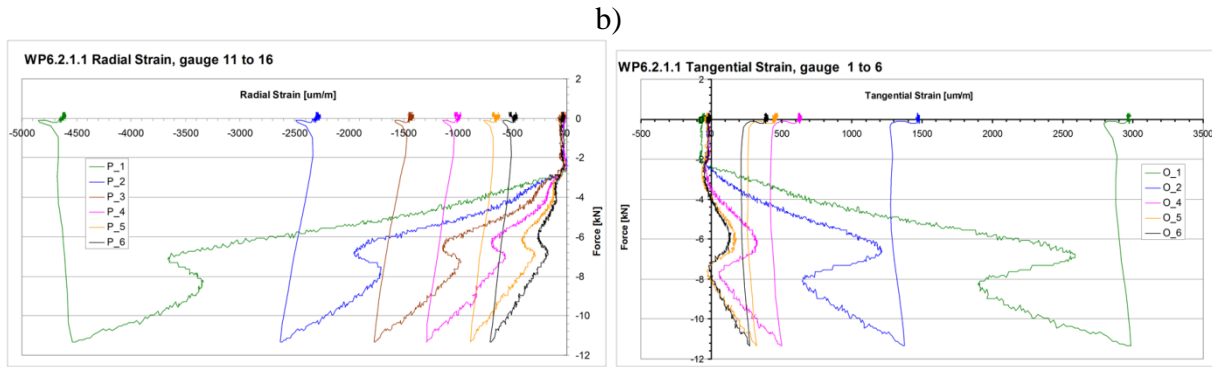 b)
WP6.2.1.1 Radial Strain, gauge 11 to 16
Radial Strain [um/m]
-5000 -4500 -4000 -3500 -3000 -2500 -2000 -1500 -1000 -500 0
2
0
-2
-4
-6
-8
-10
-12
Force [kN]
P_1
P_2
P_3
P_4
P_5
P_6
WP6.2.1.1 Tangential Strain, gauge 1 to 6
Tangential Strain [um/m]
-500 0 500 1000 1500 2000 2500 3000 3500
2
0
-2
-4
-6
-8
-10
-12
Force [kN]
O_1
O_2
O_4
O_5
O_6